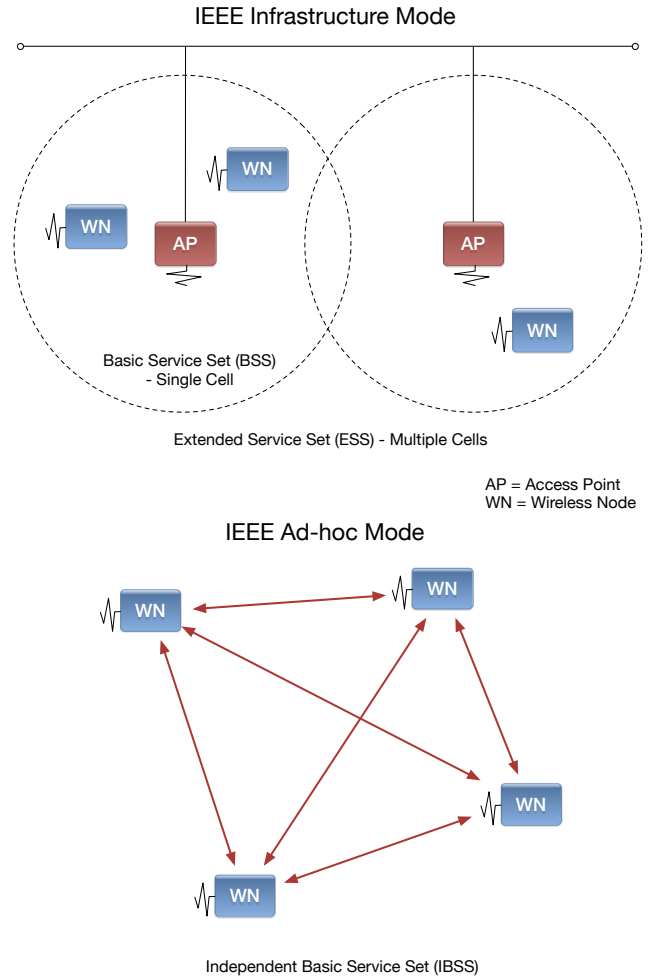 IEEE Infrastructure Mode
WN
WN
AP
AP
WN
Basic Service Set (BSS)
- Single Cell
Extended Service Set (ESS) - Multiple Cells
AP = Access Point
WN = Wireless Node
IEEE Ad-hoc Mode
WN
WN
WN
WN
Independent Basic Service Set (IBSS)